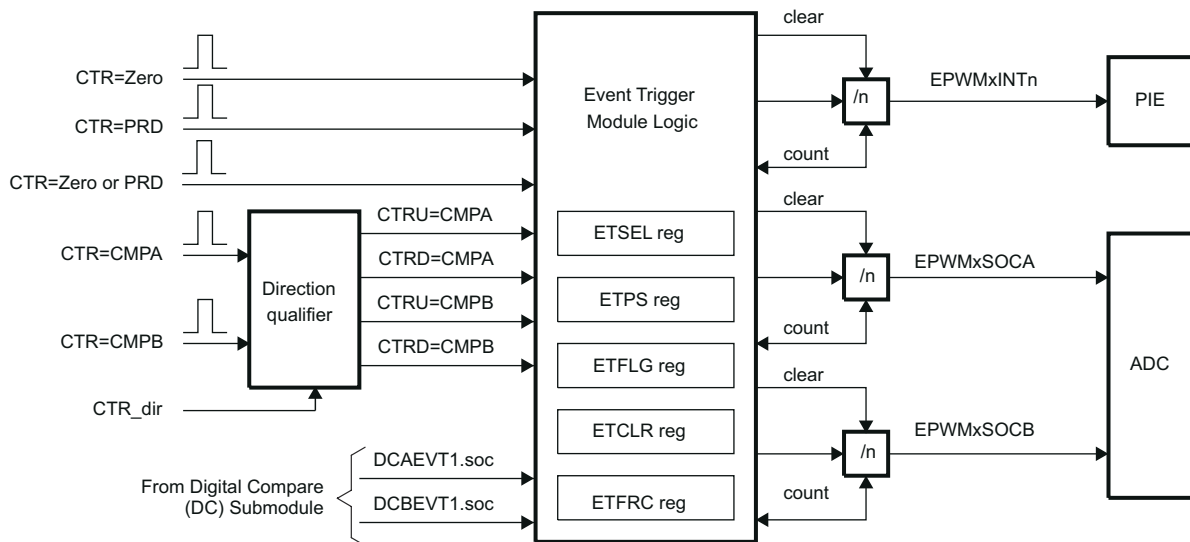 CTR=Zero
CTR=PRD
CTR=Zero or PRD
CTR=CMPA
CTR=CMPB
CTR_dir
Direction
qualifier
CTRU=CMPA
CTRD=CMPA
CTRU=CMPB
CTRD=CMPB
From Digital Compare
(DC) Submodule
DCAEVT1.soc
DCBEVT1.soc
Event Trigger
Module Logic
ETSEL reg
ETPS reg
ETFLG reg
ETCLR reg
ETFRC reg
clear
/n
count
EPWMxINTn
PIE
clear
/n
count
EPWMxSOCA
clear
/n
count
EPWMxSOCB
ADC